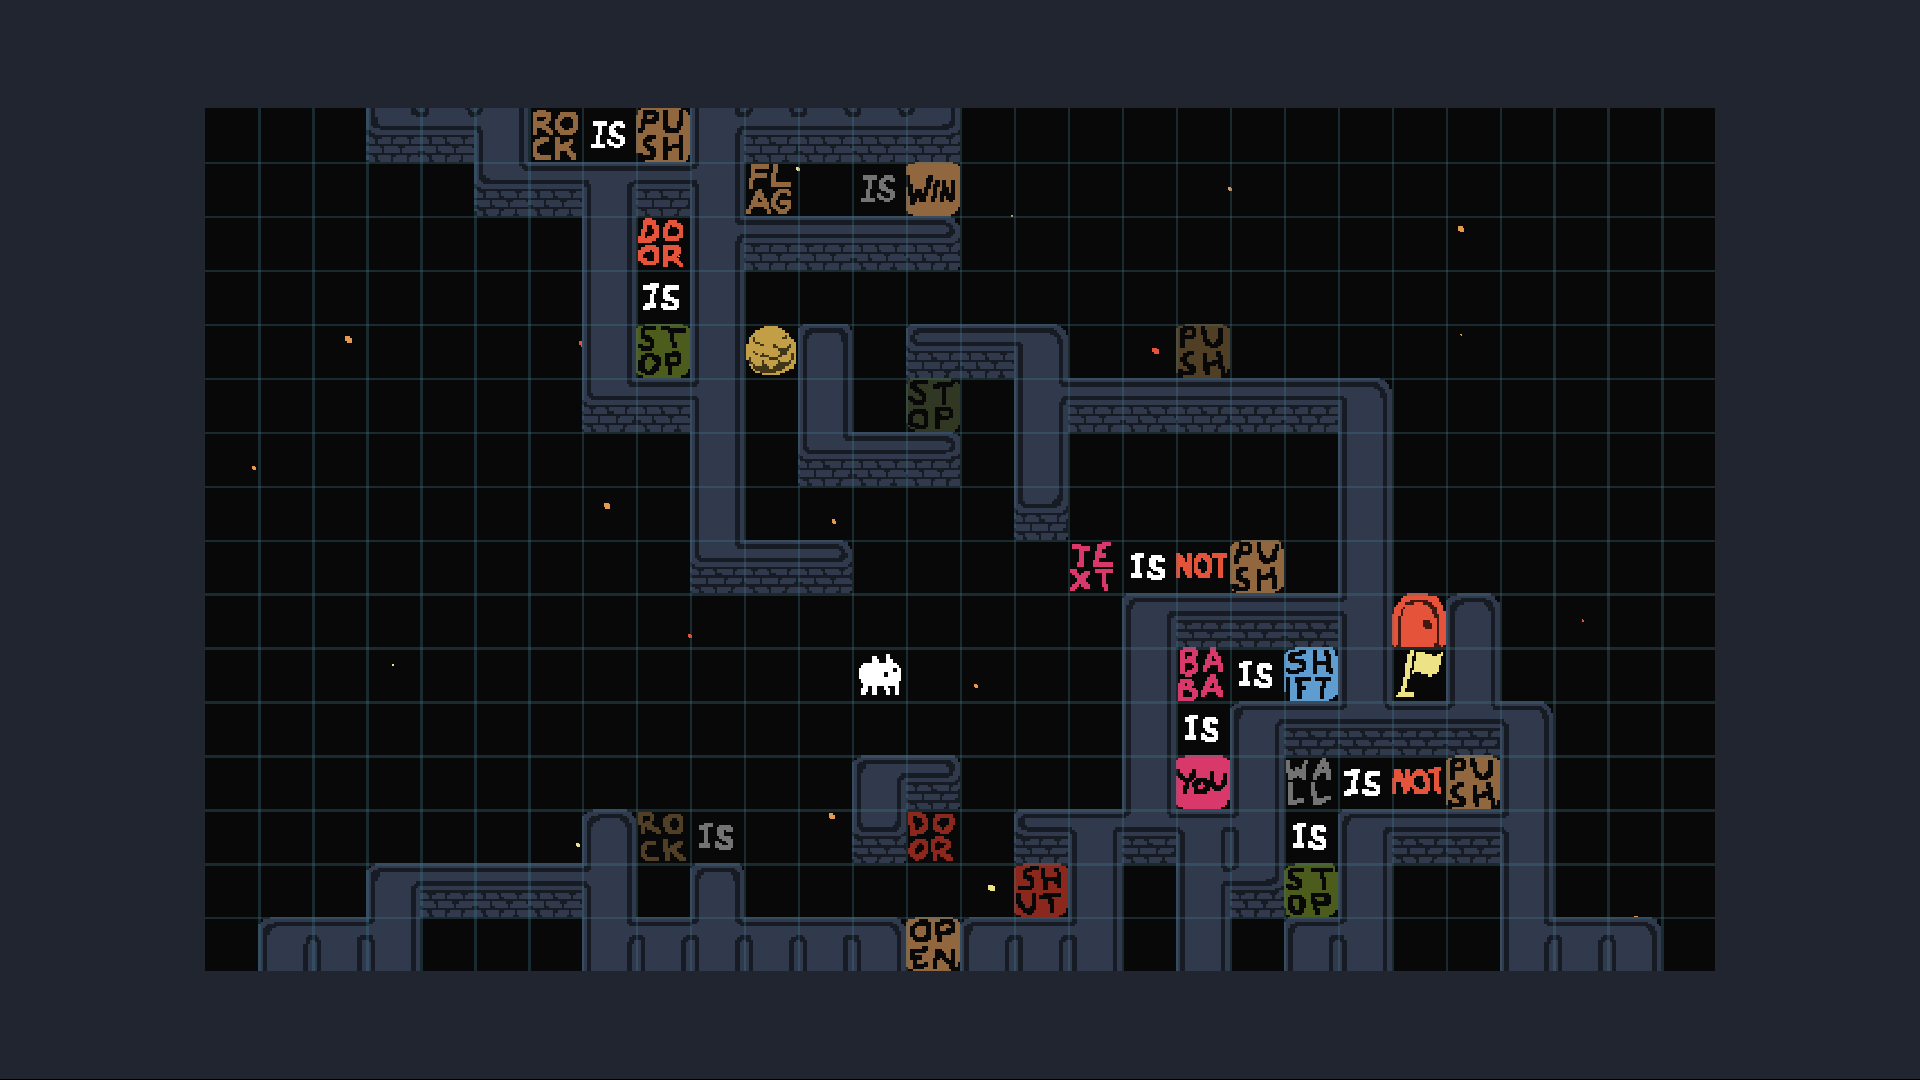 ROCK IS PUSH
FLAG IS WIN
DOOR
IS
STOP
PUSH
STOP
TEXT IS NOT PUSH
BABA IS SHIFT
IS
YOU
WALL IS NOT PUSH
IS
STOP
ROCK IS
DOOR
SHUT
OPEN